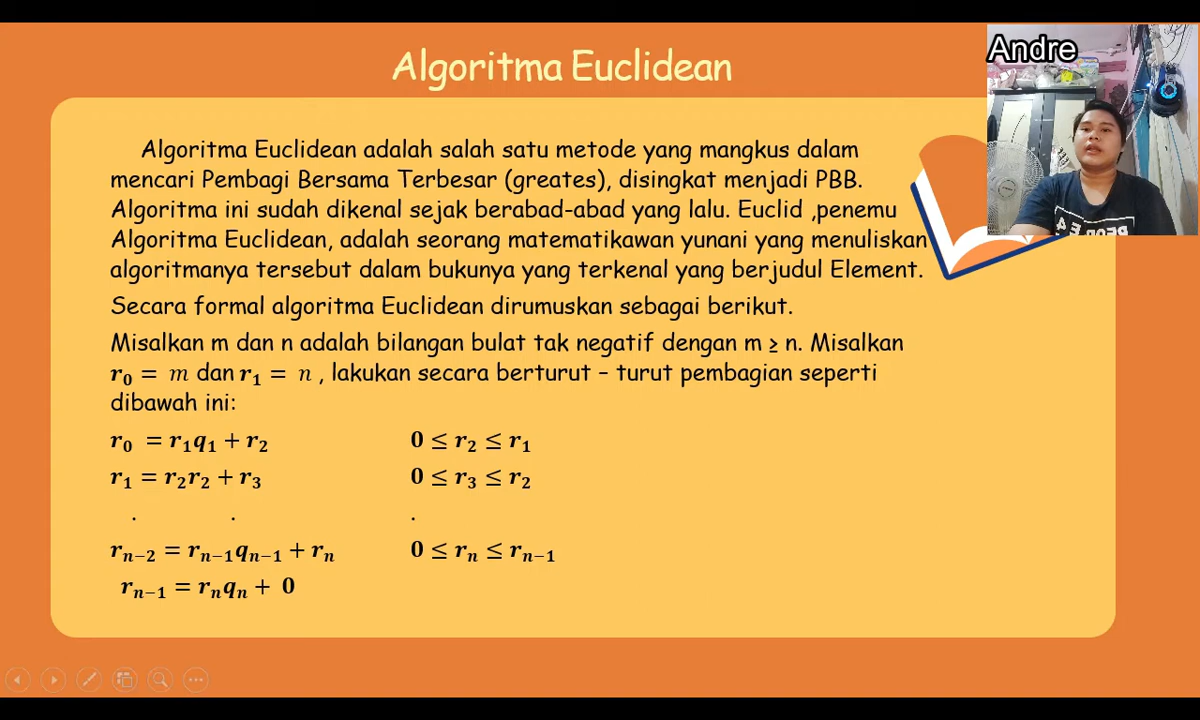 Algoritma Euclidean
Andre
Algoritma Euclidean adalah salah satu metode yang mangkus dalam
mencari Pembagi Bersama Terbesar (greates), disingkat menjadi PBB.
Algoritma ini sudah dikenal sejak berabad-abad yang lalu. Euclid ,penemu
Algoritma Euclidean, adalah seorang matematikawan yunani yang menuliskan
algoritmanya tersebut dalam bukunya yang terkenal yang berjudul Element.
Secara formal algoritma Euclidean dirumuskan sebagai berikut.
Misalkan m dan n adalah bilangan bulat tak negatif dengan m ≥ n. Misalkan
r₀ = m dan r₁ = n , lakukan secara berturut – turut pembagian seperti
dibawah ini:
r₀ = r₁q₁ + r₂ 0 ≤ r₂ ≤ r₁
r₁ = r₂r₂ + r₃ 0 ≤ r₃ ≤ r₂
. . .
rₙ₋₂ = rₙ₋₁qₙ₋₁ + rₙ 0 ≤ rₙ ≤ rₙ₋₁
rₙ₋₁ = rₙqₙ + 0